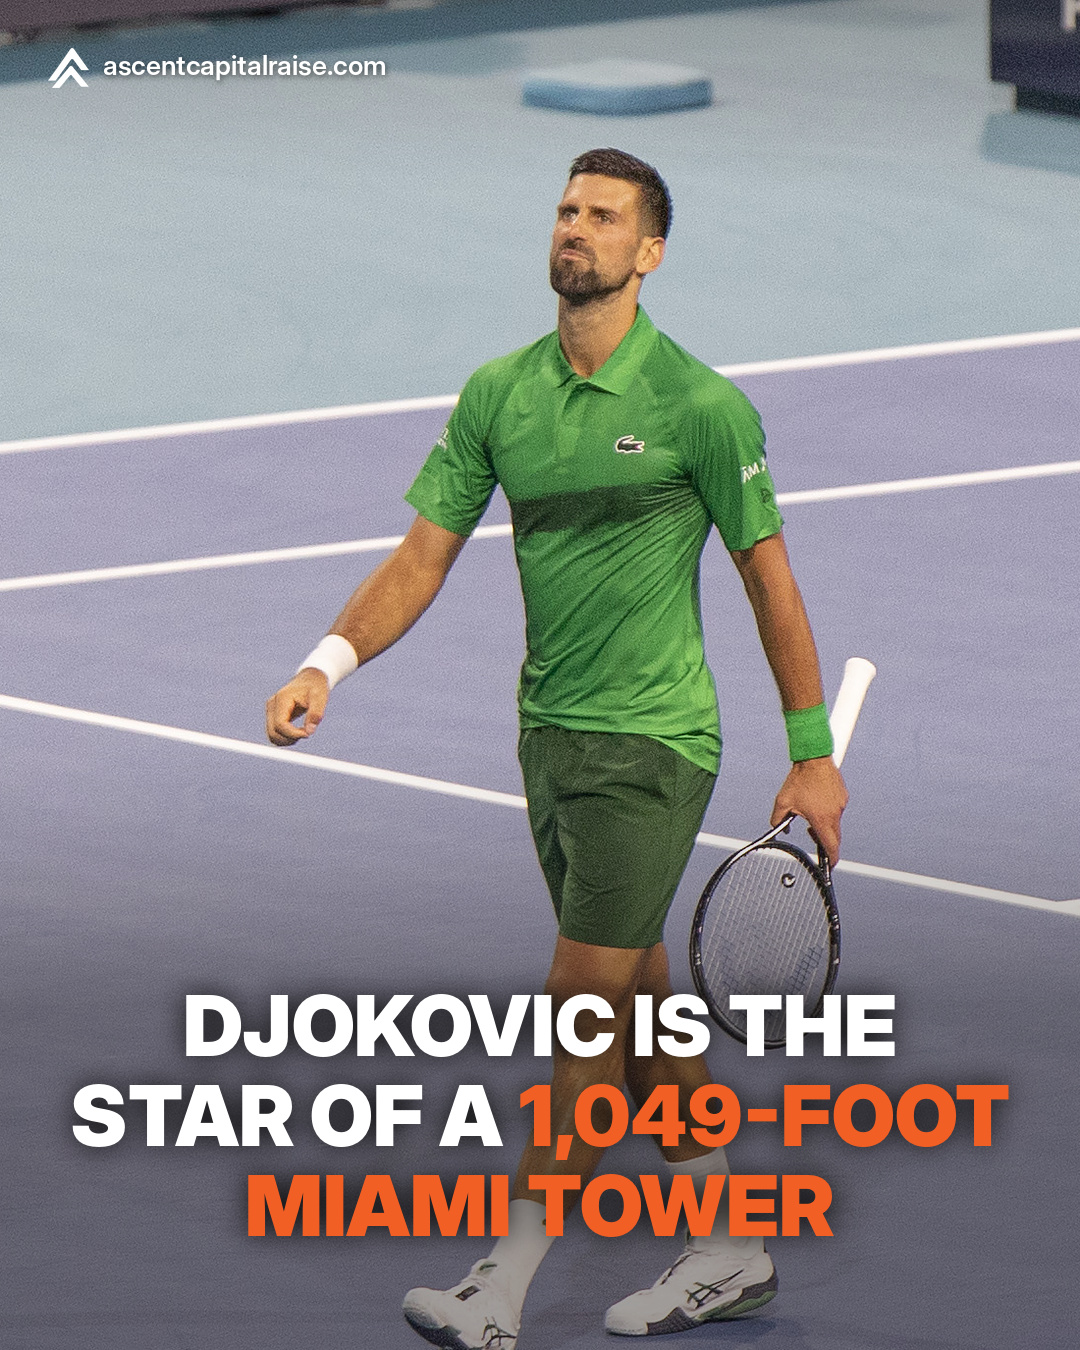 ascentcapitalraise.com
DJOKOVIC IS THE
STAR OF A 1,049-FOOT
MIAMI TOWER